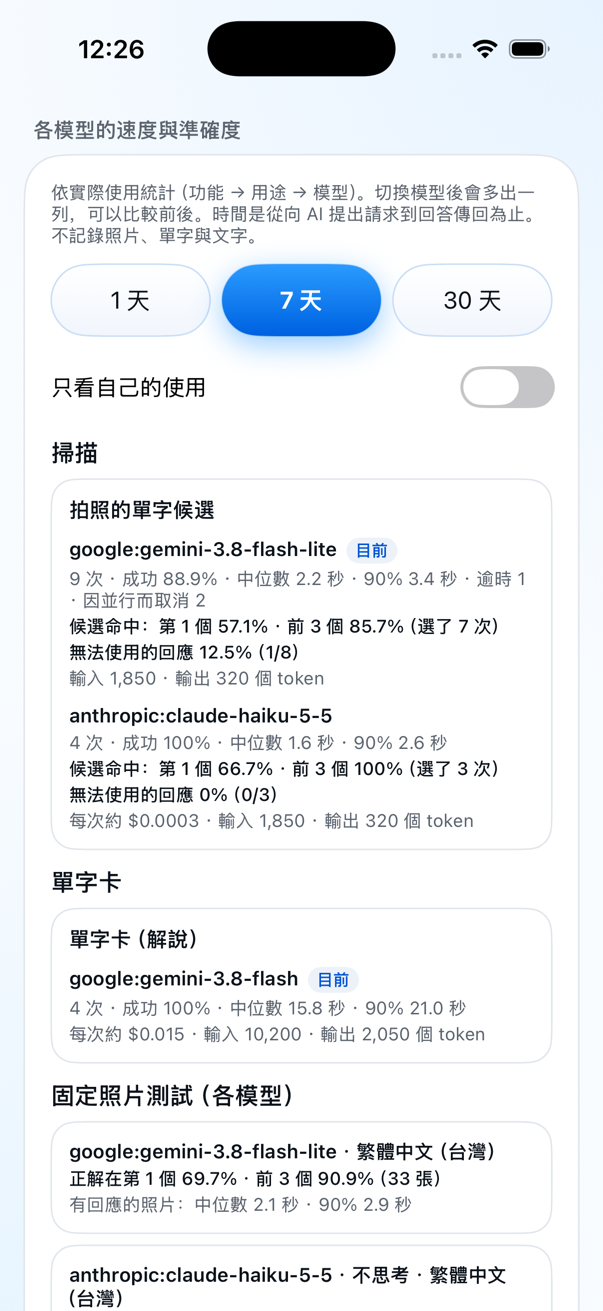 12:26
各模型的速度與準確度
依實際使用統計 (功能 → 用途 → 模型)。切換模型後會多出一
列，可以比較前後。時間是從向 AI 提出請求到回答傳回為止。
不記錄照片、單字與文字。
1 天
7 天
30 天
只看自己的使用
掃描
拍照的單字候選
google:gemini-3.8-flash-lite 目前
9 次 · 成功 88.9% · 中位數 2.2 秒 · 90% 3.4 秒 · 逾時 1
· 因並行而取消 2
候選命中：第 1 個 57.1% · 前 3 個 85.7% (選了 7 次)
無法使用的回應 12.5% (1/8)
輸入 1,850 · 輸出 320 個 token
anthropic:claude-haiku-5-5
4 次 · 成功 100% · 中位數 1.6 秒 · 90% 2.6 秒
候選命中：第 1 個 66.7% · 前 3 個 100% (選了 3 次)
無法使用的回應 0% (0/3)
每次約 $0.0003 · 輸入 1,850 · 輸出 320 個 token
單字卡
單字卡 (解說)
google:gemini-3.8-flash 目前
4 次 · 成功 100% · 中位數 15.8 秒 · 90% 21.0 秒
每次約 $0.015 · 輸入 10,200 · 輸出 2,050 個 token
固定照片測試 (各模型)
google:gemini-3.8-flash-lite · 繁體中文 (台灣)
正解在第 1 個 69.7% · 前 3 個 90.9% (33 張)
有回應的照片：中位數 2.1 秒 · 90% 2.9 秒
anthropic:claude-haiku-5-5 · 不思考 · 繁體中文
(台灣)